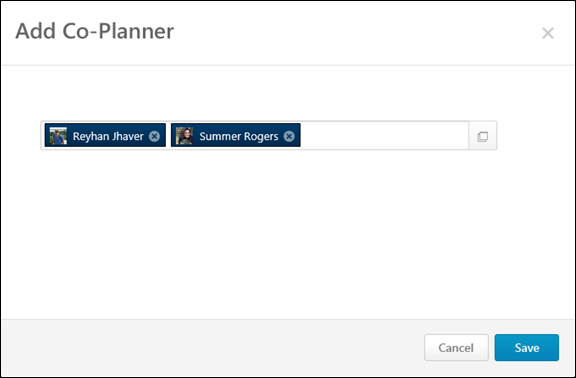 Add Co-Planner
Reyhan Jhaver Summer Rogers
Cancel Save